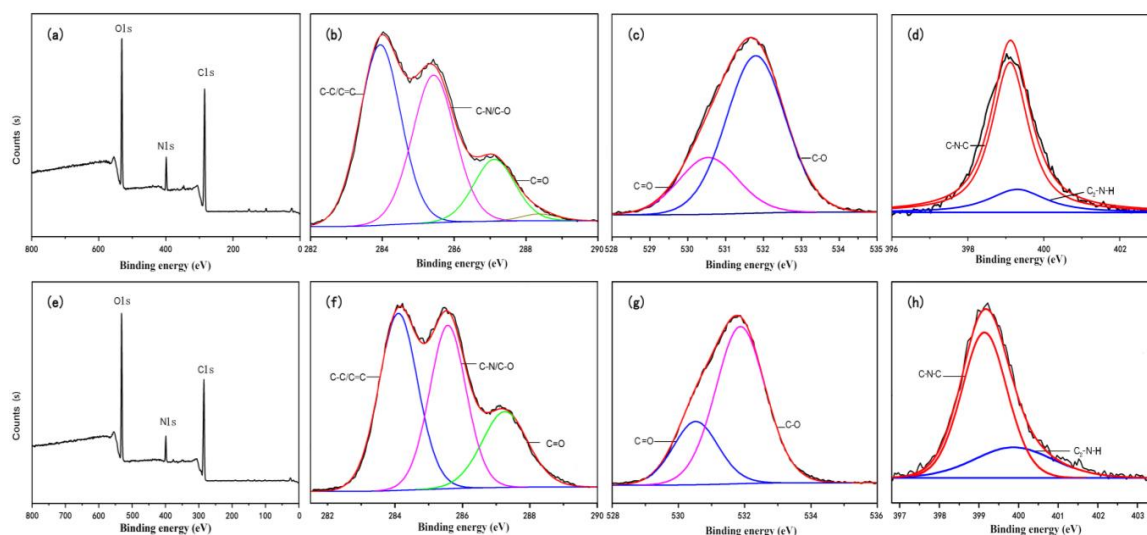 (a)
O1s
N1s
C1s
Counts (s)
800 600 400 200 0
Binding energy (eV)
(b)
C-C/C=C
C-N/C-O
C=O
282 284 286 288 290
Binding energy (eV)
(c)
C=O
C-O
528 529 530 531 532 533 534 535
Binding energy (eV)
(d)
C-N-C
C₂-N-H
396 398 400 402
Binding energy (eV)
(e)
O1s
N1s
C1s
Counts (s)
800 700 600 500 400 300 200 100 0
Binding energy (eV)
(f)
C-C/C=C
C-N/C-O
C=O
282 284 286 288 290
Binding energy (eV)
(g)
C=O
C-O
528 530 532 534 536
Binding energy (eV)
(h)
C-N-C
C₂-N-H
397 398 399 400 401 402 403
Binding energy (eV)